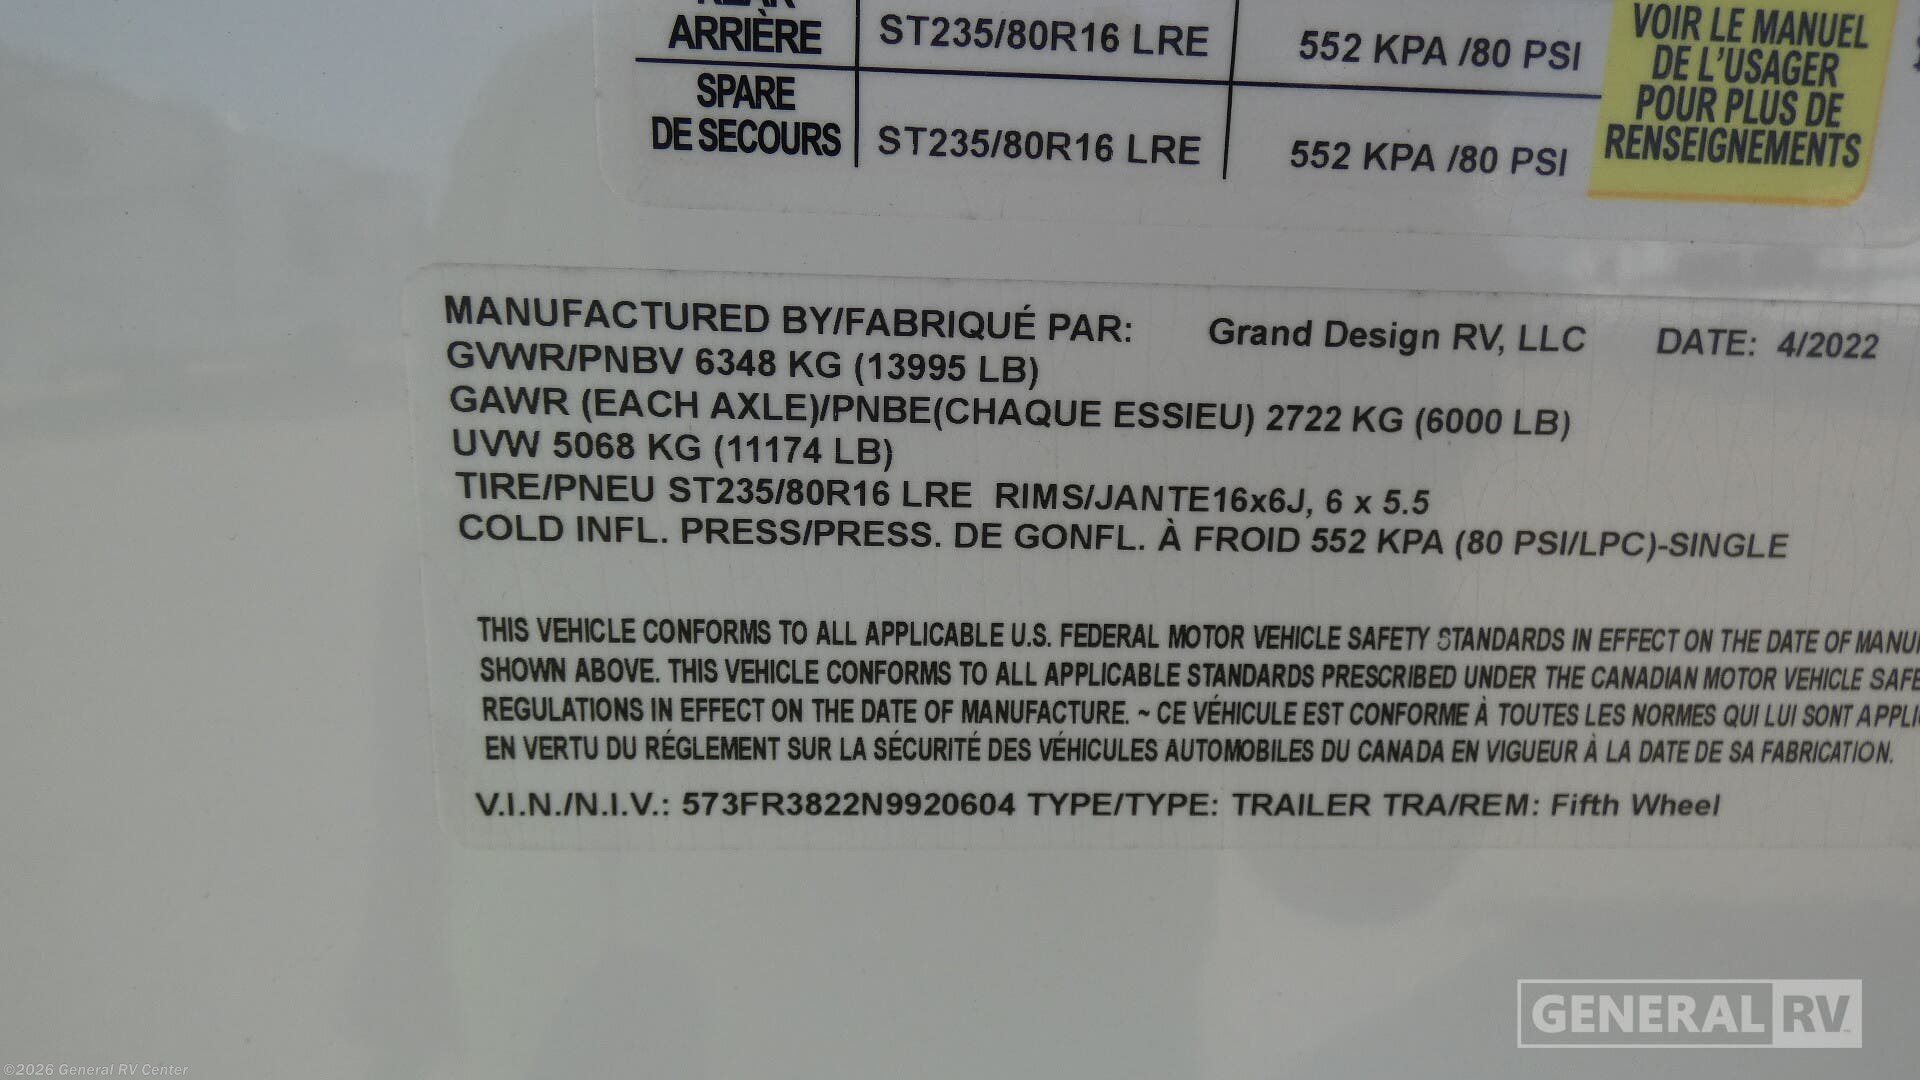 REAR
ARRIÈRE ST235/80R16 LRE 552 KPA /80 PSI
SPARE
DE SECOURS ST235/80R16 LRE 552 KPA /80 PSI
VOIR LE MANUEL
DE L'USAGER
POUR PLUS DE
RENSEIGNEMENTS
MANUFACTURED BY/FABRIQUÉ PAR: Grand Design RV, LLC DATE: 4/2022
GVWR/PNBV 6348 KG (13995 LB)
GAWR (EACH AXLE)/PNBE(CHAQUE ESSIEU) 2722 KG (6000 LB)
UVW 5068 KG (11174 LB)
TIRE/PNEU ST235/80R16 LRE RIMS/JANTE16x6J, 6 x 5.5
COLD INFL. PRESS/PRESS. DE GONFL. À FROID 552 KPA (80 PSI/LPC)-SINGLE
THIS VEHICLE CONFORMS TO ALL APPLICABLE U.S. FEDERAL MOTOR VEHICLE SAFETY STANDARDS IN EFFECT ON THE DATE OF MANU
SHOWN ABOVE. THIS VEHICLE CONFORMS TO ALL APPLICABLE STANDARDS PRESCRIBED UNDER THE CANADIAN MOTOR VEHICLE SAFE
REGULATIONS IN EFFECT ON THE DATE OF MANUFACTURE. ~ CE VÉHICULE EST CONFORME À TOUTES LES NORMES QUI LUI SONT APPLI
EN VERTU DU RÉGLEMENT SUR LA SÉCURITÉ DES VÉHICULES AUTOMOBILES DU CANADA EN VIGUEUR À LA DATE DE SA FABRICATION.
V.I.N./N.I.V.: 573FR3822N9920604 TYPE/TYPE: TRAILER TRA/REM: Fifth Wheel
GENERAL RV
©2026 General RV Center